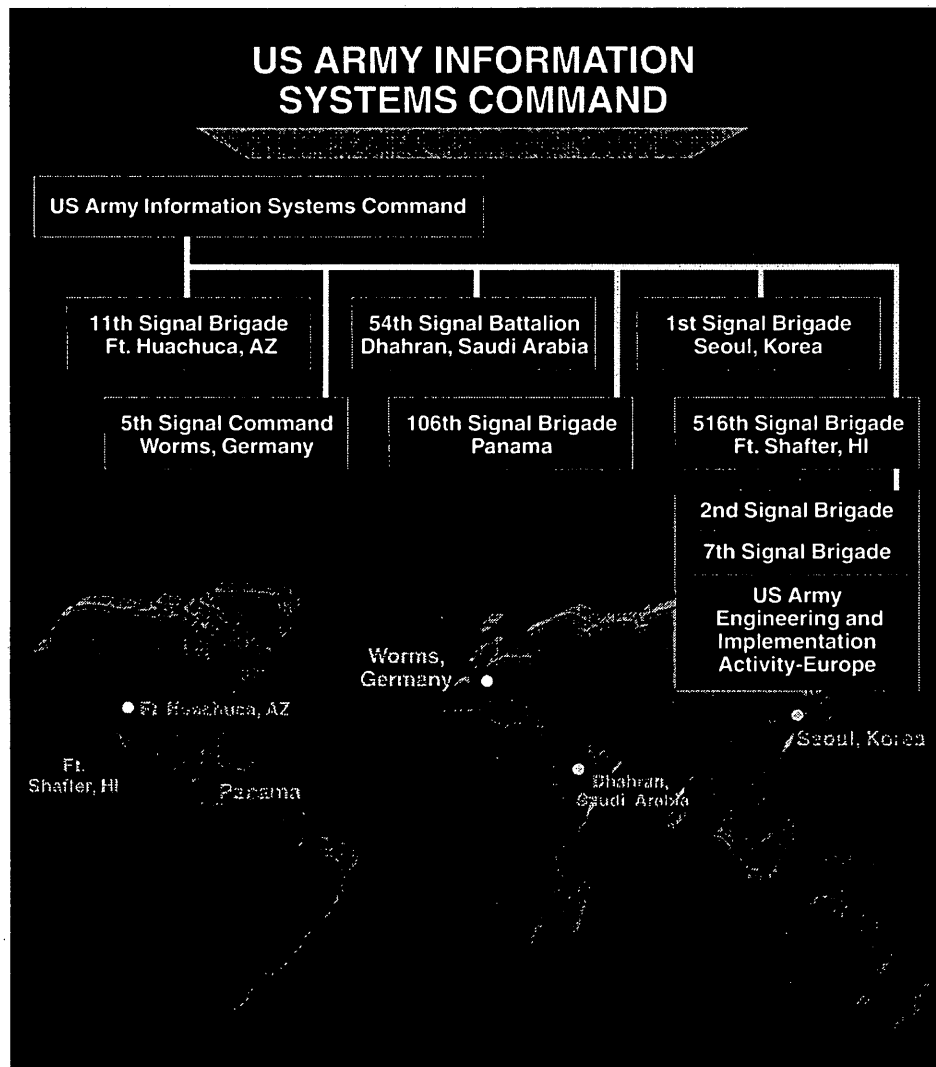 US ARMY INFORMATION
SYSTEMS COMMAND
US Army Information Systems Command
11th Signal Brigade
Ft. Huachuca, AZ
54th Signal Battalion
Dhahran, Saudi Arabia
1st Signal Brigade
Seoul, Korea
5th Signal Command
Worms, Germany
106th Signal Brigade
Panama
516th Signal Brigade
Ft. Shafter, HI
2nd Signal Brigade
7th Signal Brigade
US Army
Engineering and
Implementation
Activity-Europe
Worms,
Germany
Ft. Huachuca, AZ
Seoul, Korea
Ft.
Shafter, HI
Panama
Dhahran,
Saudi Arabia